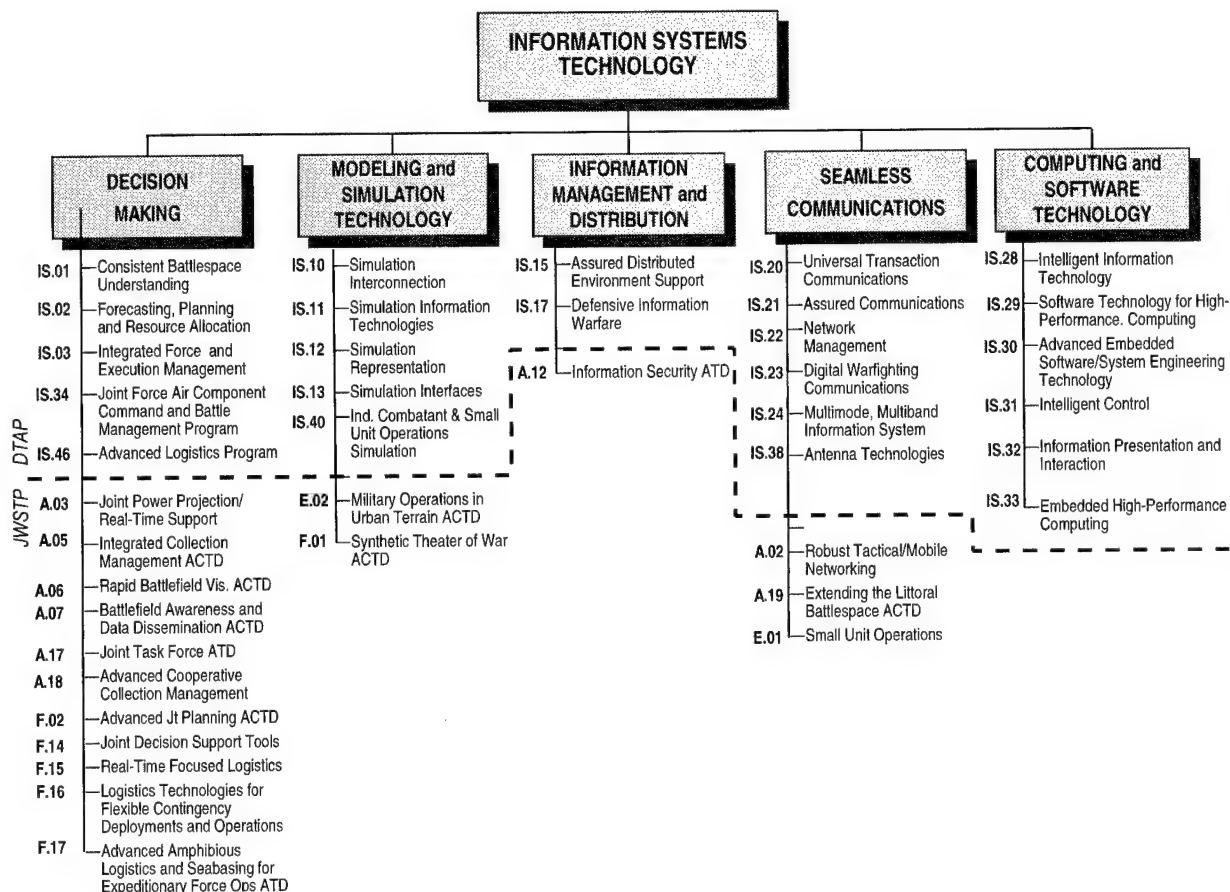 INFORMATION SYSTEMS
TECHNOLOGY
DECISION
MAKING
IS.01 Consistent Battlespace
Understanding
IS.02 Forecasting, Planning
and Resource Allocation
IS.03 Integrated Force and
Execution Management
IS.34 Joint Force Air Component
Command and Battle
Management Program
IS.46 Advanced Logistics Program
DTAP
JWSTP
A.03 Joint Power Projection/
Real-Time Support
A.05 Integrated Collection
Management ACTD
A.06 Rapid Battlefield Vis. ACTD
A.07 Battlefield Awareness and
Data Dissemination ACTD
A.17 Joint Task Force ATD
A.18 Advanced Cooperative
Collection Management
F.02 Advanced Jt Planning ACTD
F.14 Joint Decision Support Tools
F.15 Real-Time Focused Logistics
F.16 Logistics Technologies for
Flexible Contingency
Deployments and Operations
F.17 Advanced Amphibious
Logistics and Seabasing for
Expeditionary Force Ops ATD
MODELING and
SIMULATION
TECHNOLOGY
IS.10 Simulation
Interconnection
IS.11 Simulation Information
Technologies
IS.12 Simulation
Representation
IS.13 Simulation Interfaces
IS.40 Ind. Combatant & Small
Unit Operations
Simulation
E.02 Military Operations in
Urban Terrain ACTD
F.01 Synthetic Theater of War
ACTD
INFORMATION
MANAGEMENT and
DISTRIBUTION
IS.15 Assured Distributed
Environment Support
IS.17 Defensive Information
Warfare
A.12 Information Security ATD
SEAMLESS
COMMUNICATIONS
IS.20 Universal Transaction
Communications
IS.21 Assured Communications
IS.22 Network
Management
IS.23 Digital Warfighting
Communications
IS.24 Multimode, Multiband
Information System
IS.38 Antenna Technologies
A.02 Robust Tactical/Mobile
Networking
A.19 Extending the Littoral
Battlespace ACTD
E.01 Small Unit Operations
COMPUTING and
SOFTWARE
TECHNOLOGY
IS.28 Intelligent Information
Technology
IS.29 Software Technology for High-
Performance. Computing
IS.30 Advanced Embedded
Software/System Engineering
Technology
IS.31 Intelligent Control
IS.32 Information Presentation and
Interaction
IS.33 Embedded High-Performance
Computing